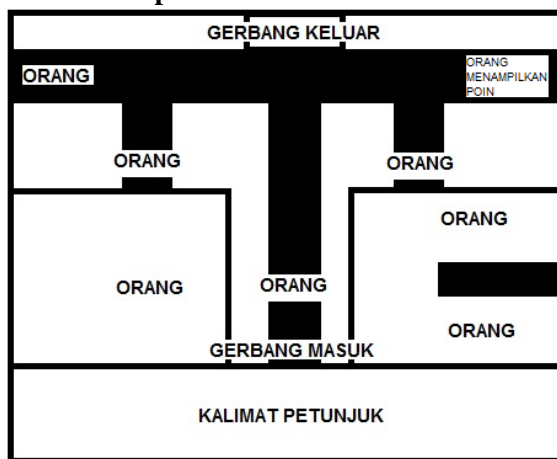 GERBANG KELUAR
ORANG
ORANG
MENAMPILKAN
POIN
ORANG
ORANG
ORANG
ORANG
ORANG
ORANG
GERBANG MASUK
KALIMAT PETUNJUK